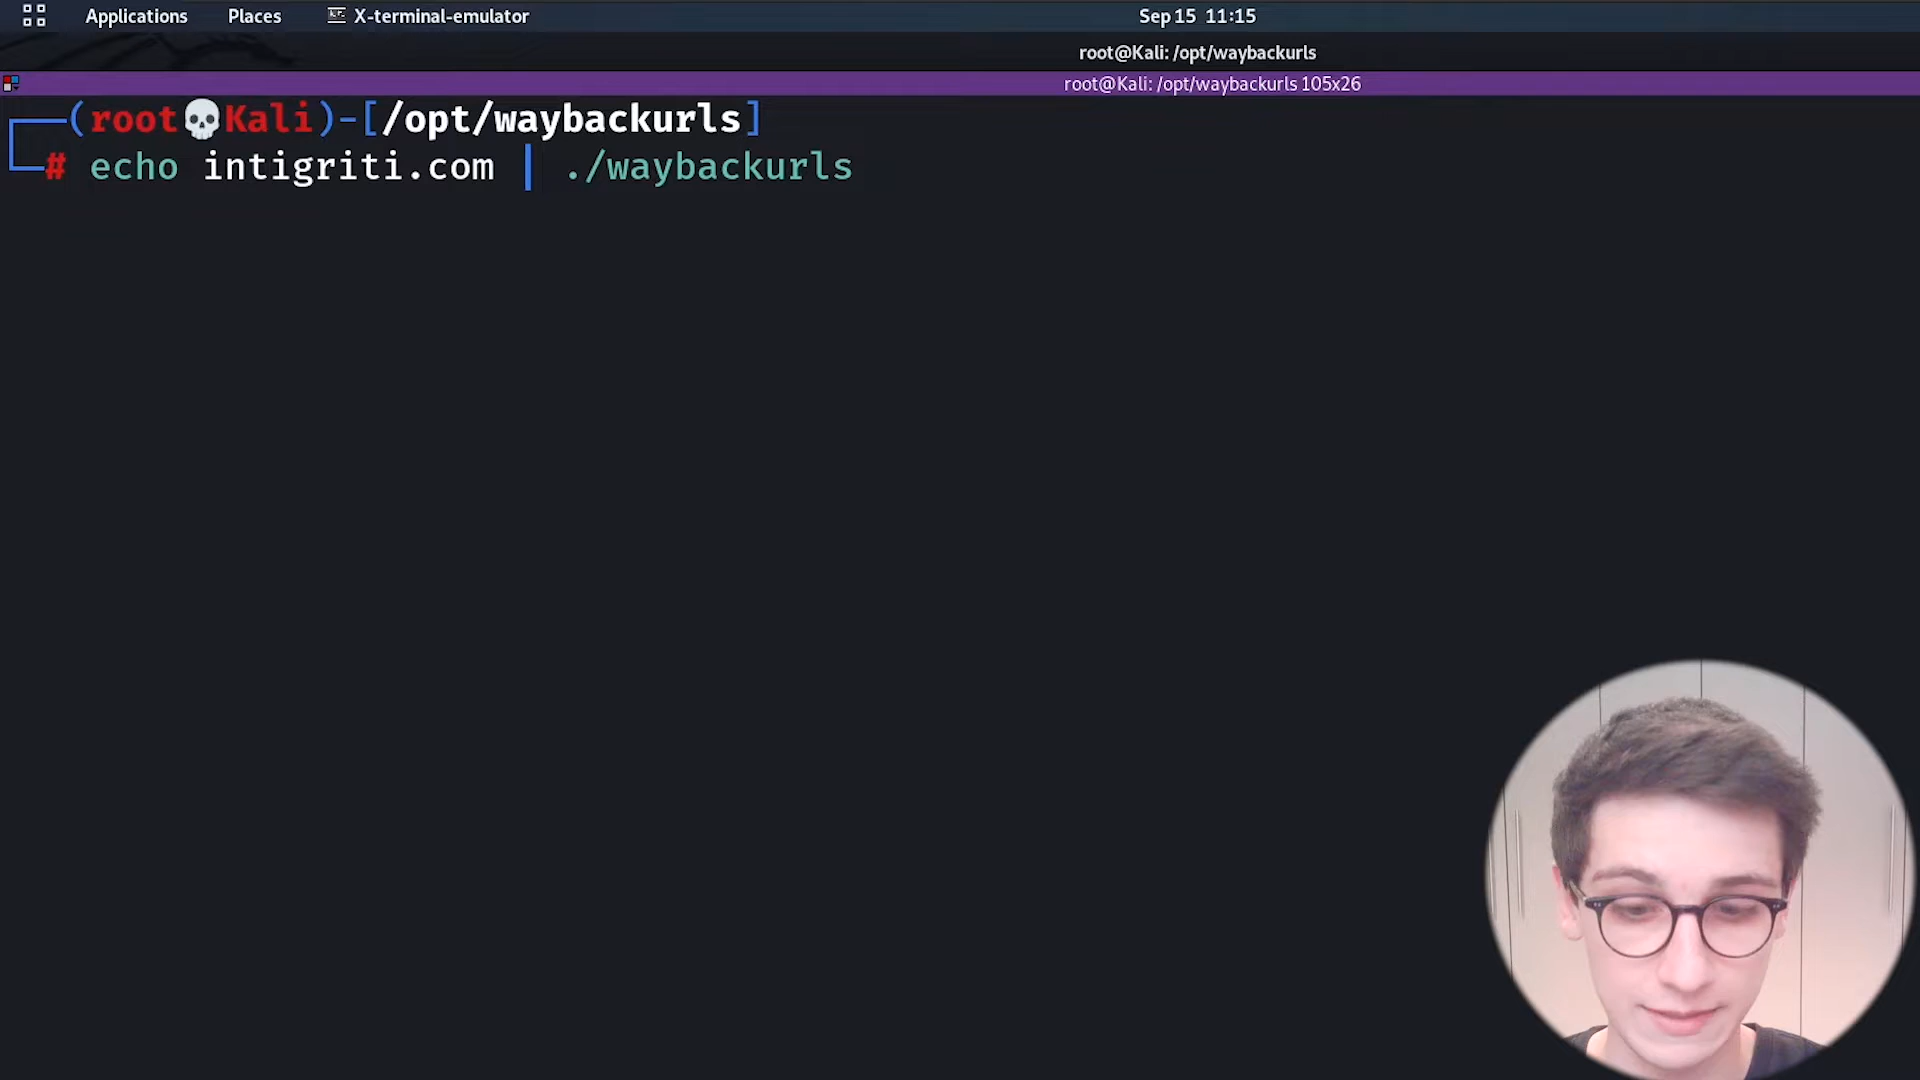 Applications Places X-terminal-emulator Sep 15 11:15
root@Kali: /opt/waybackurls
root@Kali: /opt/waybackurls 105x26
(root💀Kali)-[/opt/waybackurls]
# echo intigriti.com | ./waybackurls